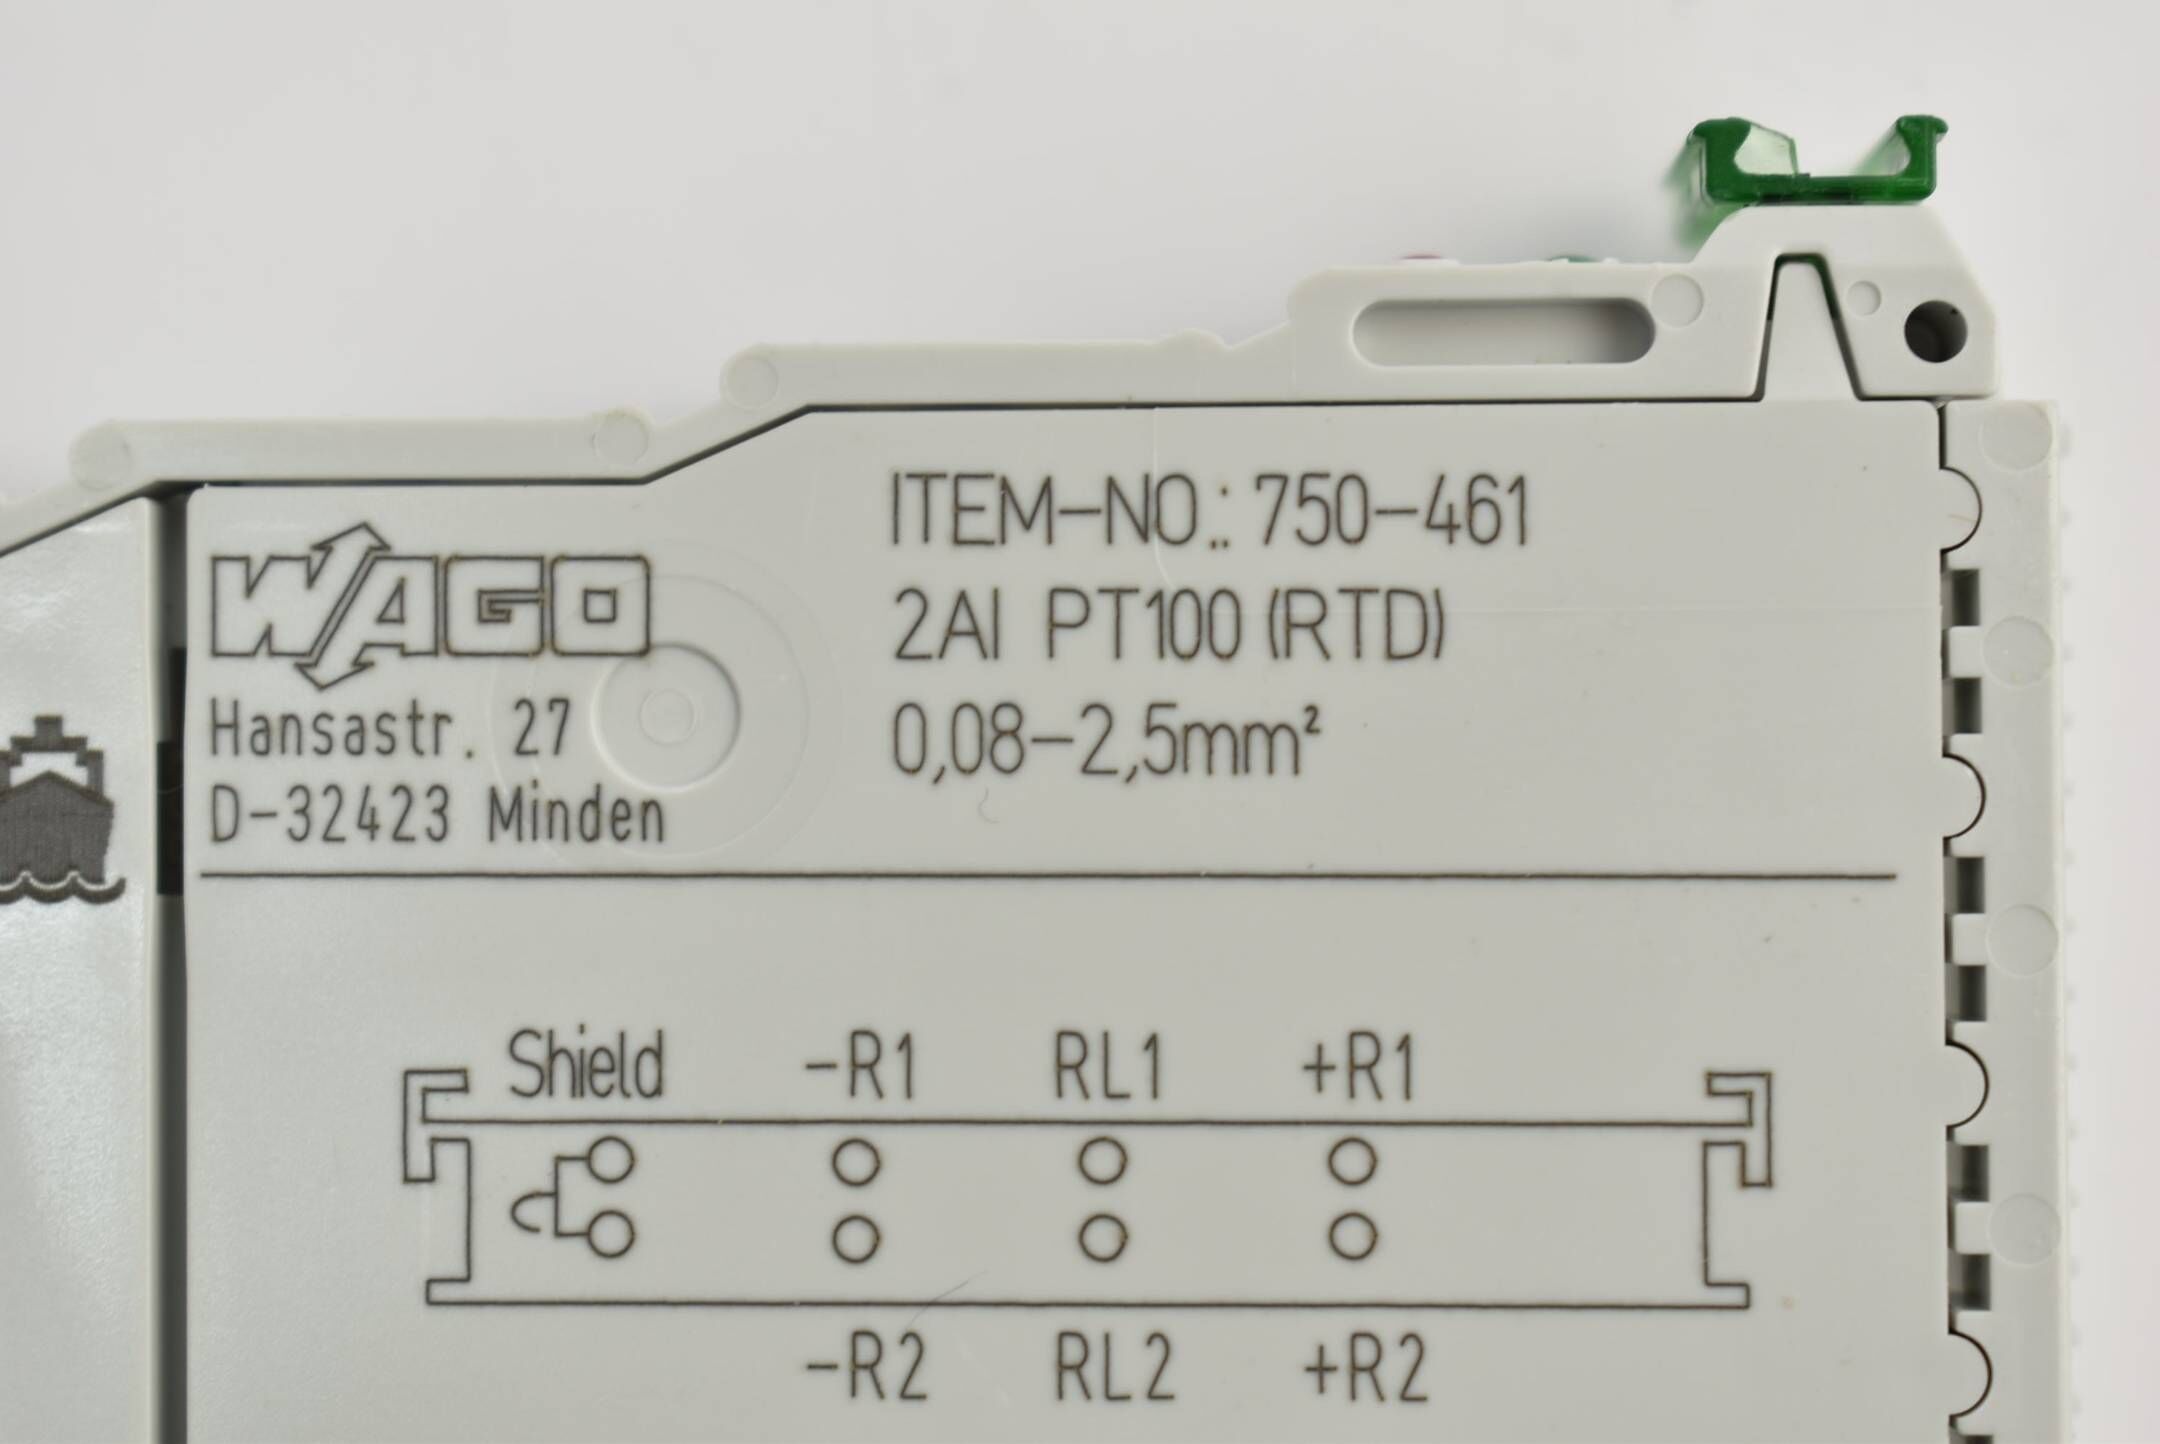 WAGO
Hansastr. 27
D-32423 Minden
ITEM-NO.: 750-461
2AI PT100 (RTD)
0,08-2,5mm²
Shield -R1 RL1 +R1
-R2 RL2 +R2